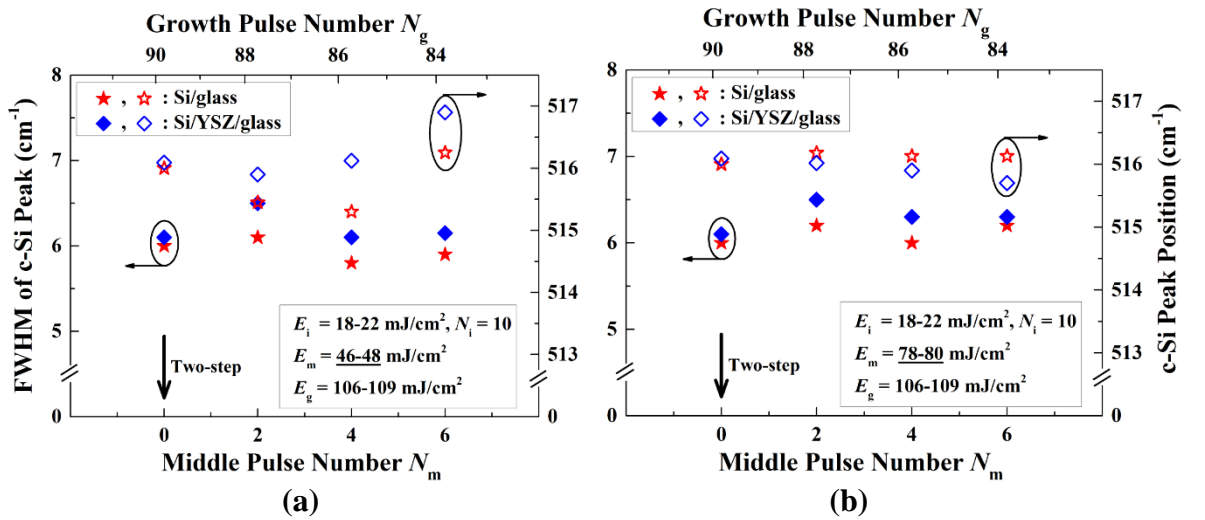 Growth Pulse Number Ng
90 88 86 84
8
7
6
5
0
FWHM of c-Si Peak (cm-1)
, : Si/glass
, : Si/YSZ/glass
517
516
515
514
513
0
Two-step
Ei = 18-22 mJ/cm2, Ni = 10
Em = 46-48 mJ/cm2
Eg = 106-109 mJ/cm2
0 2 4 6
Middle Pulse Number Nm
(a)
Growth Pulse Number Ng
90 88 86 84
8
7
6
5
0
, : Si/glass
, : Si/YSZ/glass
517
516
515
514
513
0
c-Si Peak Position (cm-1)
Two-step
Ei = 18-22 mJ/cm2, Ni = 10
Em = 78-80 mJ/cm2
Eg = 106-109 mJ/cm2
0 2 4 6
Middle Pulse Number Nm
(b)